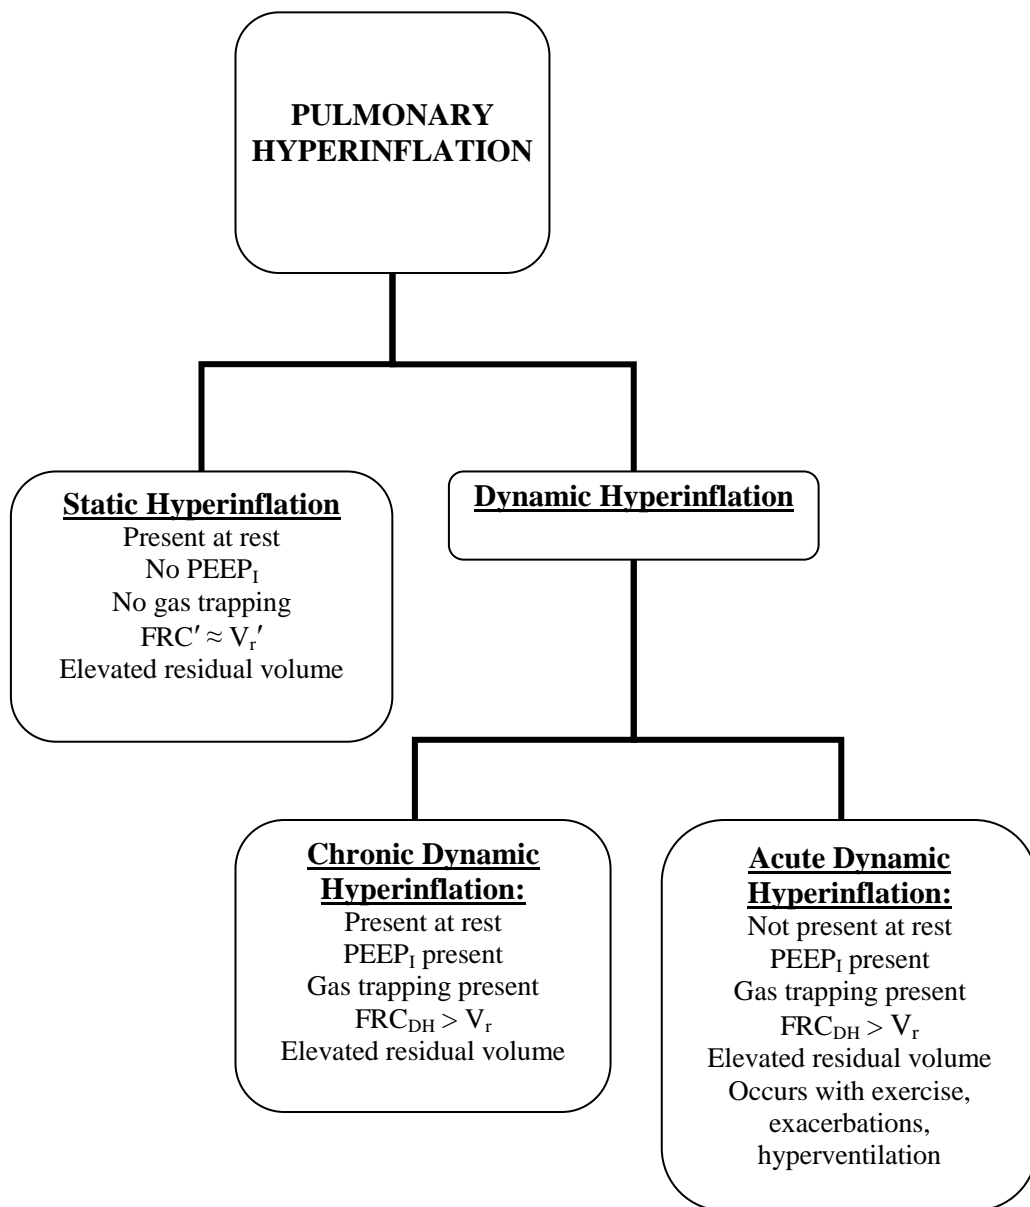 PULMONARY
HYPERINFLATION
Static Hyperinflation
Present at rest
No PEEP_I
No gas trapping
FRC′ ≈ V_r′
Elevated residual volume
Dynamic Hyperinflation
Chronic Dynamic
Hyperinflation:
Present at rest
PEEP_I present
Gas trapping present
FRC_DH > V_r
Elevated residual volume
Acute Dynamic
Hyperinflation:
Not present at rest
PEEP_I present
Gas trapping present
FRC_DH > V_r
Elevated residual volume
Occurs with exercise,
exacerbations,
hyperventilation